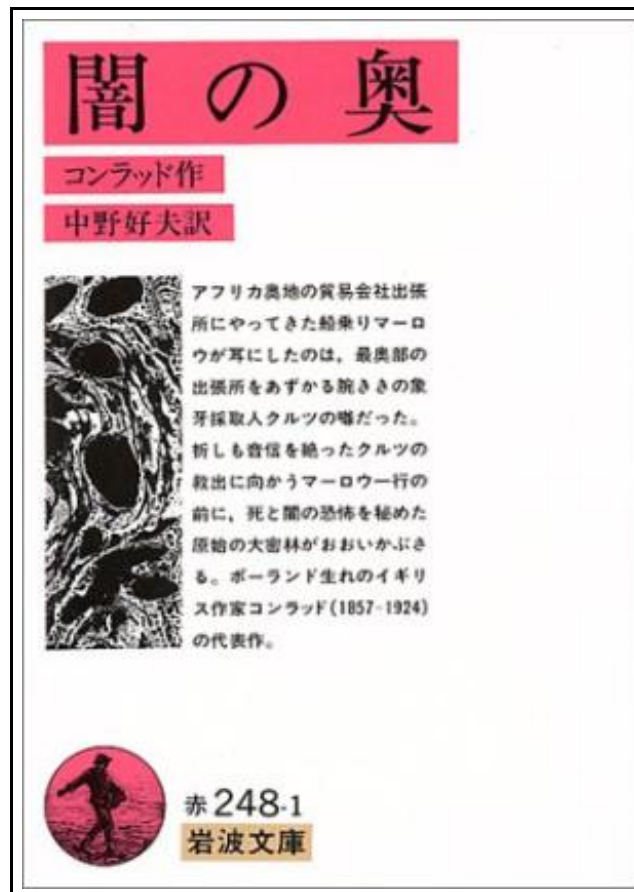 闇の奥
コンラッド作
中野好夫訳
アフリカ奥地の貿易会社出張
所にやってきた船乗りマーロ
ウが耳にしたのは，最奥部の
出張所をあずかる腕ききの象
牙採取人クルツの噂だった。
折しも音信を絶ったクルツの
救出に向かうマーロウ一行の
前に，死と闇の恐怖を秘めた
原始の大密林がおおいかぶさ
る。ポーランド生れのイギリ
ス作家コンラッド(1857-1924)
の代表作。
赤248-1
岩波文庫